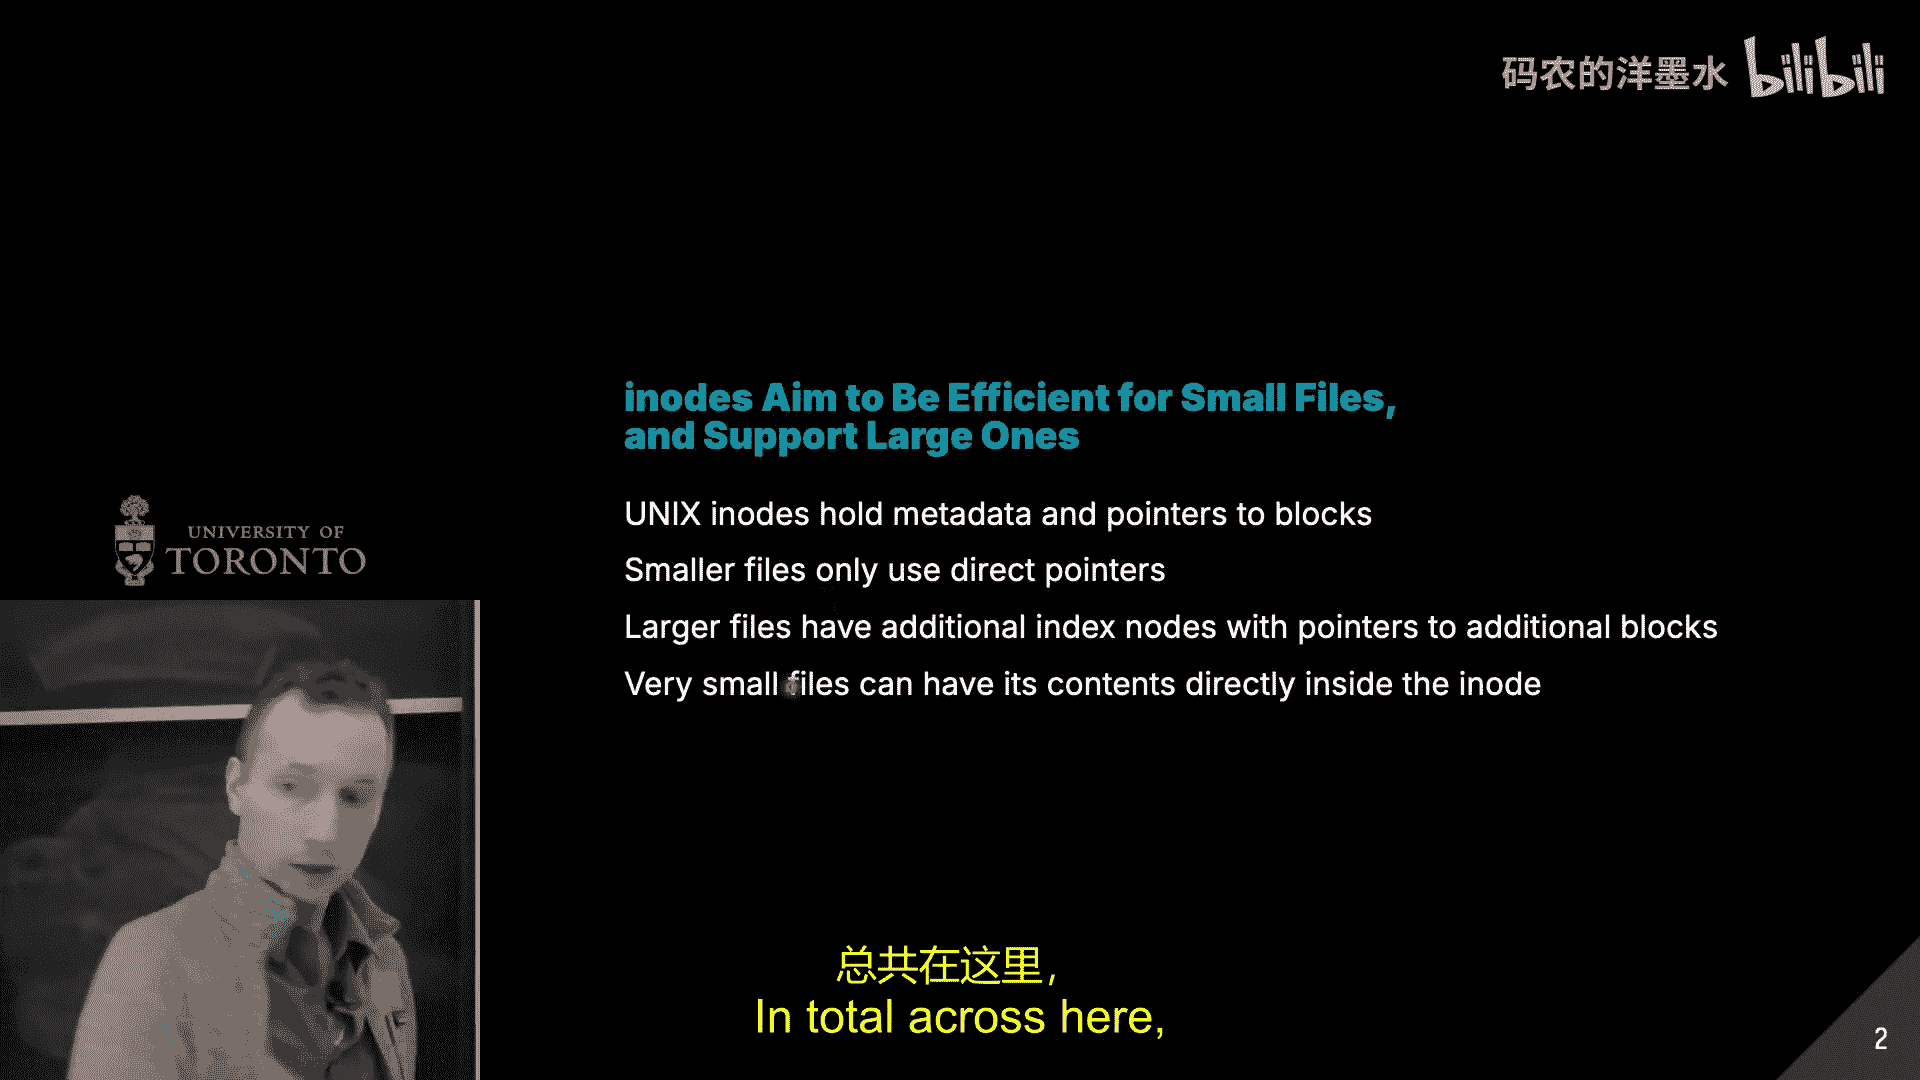 码农的洋墨水 bilibili
inodes Aim to Be Efficient for Small Files,
and Support Large Ones
UNIX inodes hold metadata and pointers to blocks
Smaller files only use direct pointers
Larger files have additional index nodes with pointers to additional blocks
Very small files can have its contents directly inside the inode
UNIVERSITY OF
TORONTO
总共在这里,
In total across here,
2